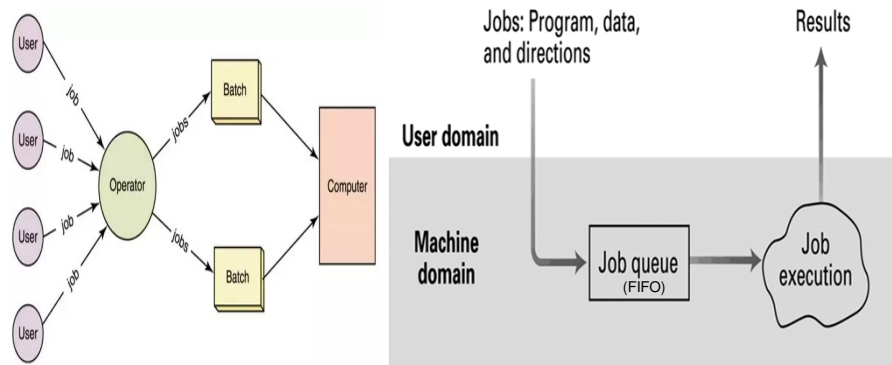 User
job
User
job
User
job
User
job
Operator
jobs
jobs
Batch
Batch
Computer
Jobs: Program, data,
and directions
Results
User domain
Machine
domain
Job queue
(FIFO)
Job
execution